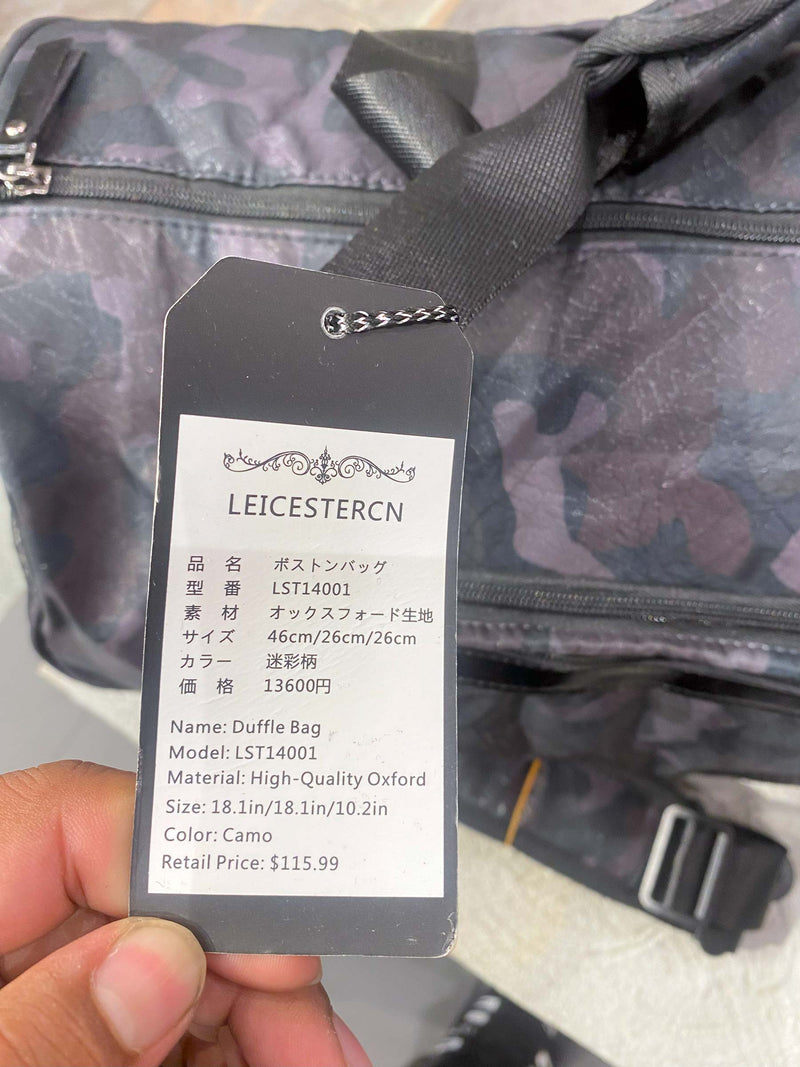 LEICESTERCN
品 名 ボストンバッグ
型 番 LST14001
素 材 オックスフォード生地
サイズ 46cm/26cm/26cm
カラー 迷彩柄
価 格 13600円
Name: Duffle Bag
Model: LST14001
Material: High-Quality Oxford
Size: 18.1in/18.1in/10.2in
Color: Camo
Retail Price: $115.99